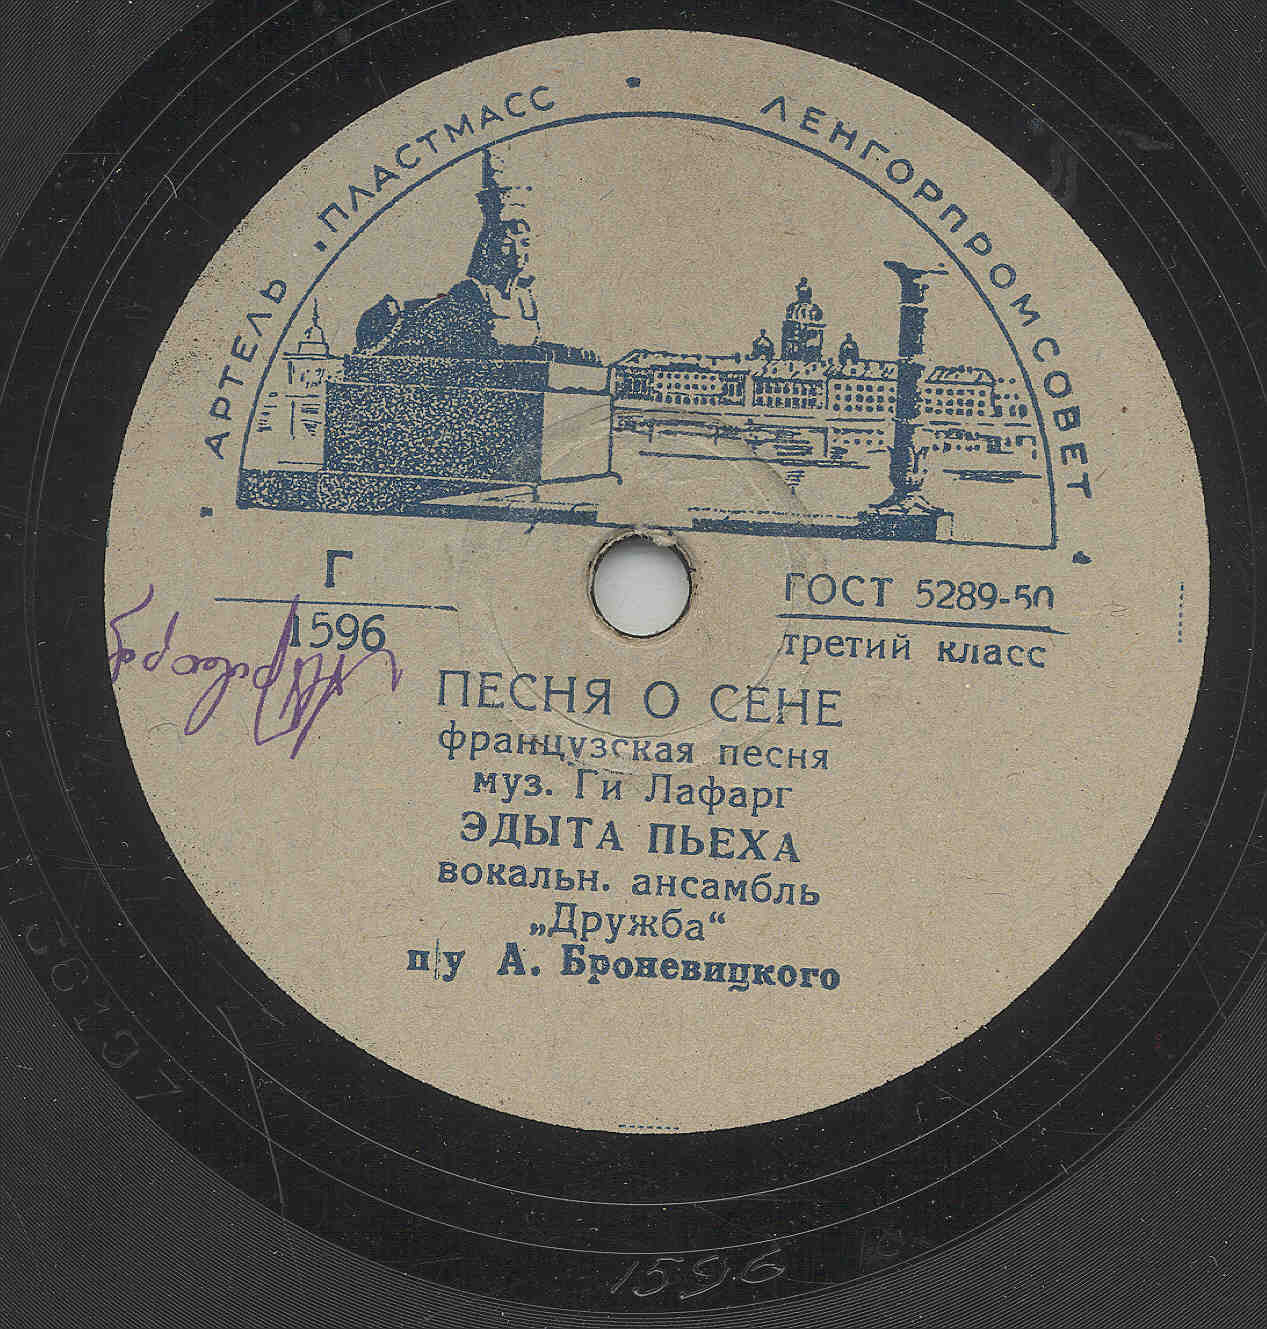 АРТЕЛЬ „ПЛАСТМАСС • ЛЕНГОРПРОМСОВЕТ
Г
1596
ГОСТ 5289-50
третий класс
ПЕСНЯ О СЕНЕ
французская песня
муз. Ги Лафарг
ЭДЫТА ПЬЕХА
вокальн. ансамбль
„Дружба“
п/у А. Броневицкого
1596